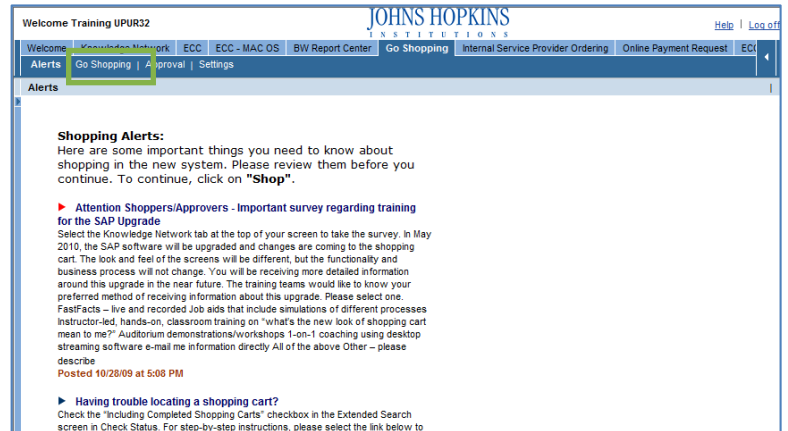 Welcome Training UPUR32
JOHNS HOPKINS
INSTITUTIONS
Help | Log off
Welcome Knowledge Network ECC ECC - MAC OS BW Report Center Go Shopping Internal Service Provider Ordering Online Payment Request ECC
Alerts Go Shopping | Approval | Settings
Alerts
Shopping Alerts:
Here are some important things you need to know about
shopping in the new system. Please review them before you
continue. To continue, click on "Shop".
Attention Shoppers/Approvers - Important survey regarding training
for the SAP Upgrade
Select the Knowledge Network tab at the top of your screen to take the survey. In May
2010, the SAP software will be upgraded and changes are coming to the shopping
cart. The look and feel of the screens will be different, but the functionality and
business process will not change. You will be receiving more detailed information
around this upgrade in the near future. The training teams would like to know your
preferred method of receiving information about this upgrade. Please select one.
FastFacts – live and recorded Job aids that include simulations of different processes
Instructor-led, hands-on, classroom training on "what's the new look of shopping cart
mean to me?" Auditorium demonstrations/workshops 1-on-1 coaching using desktop
streaming software e-mail me information directly All of the above Other – please
describe
Posted 10/28/09 at 5:08 PM
Having trouble locating a shopping cart?
Check the "Including Completed Shopping Carts" checkbox in the Extended Search
screen in Check Status. For step-by-step instructions, please select the link below to